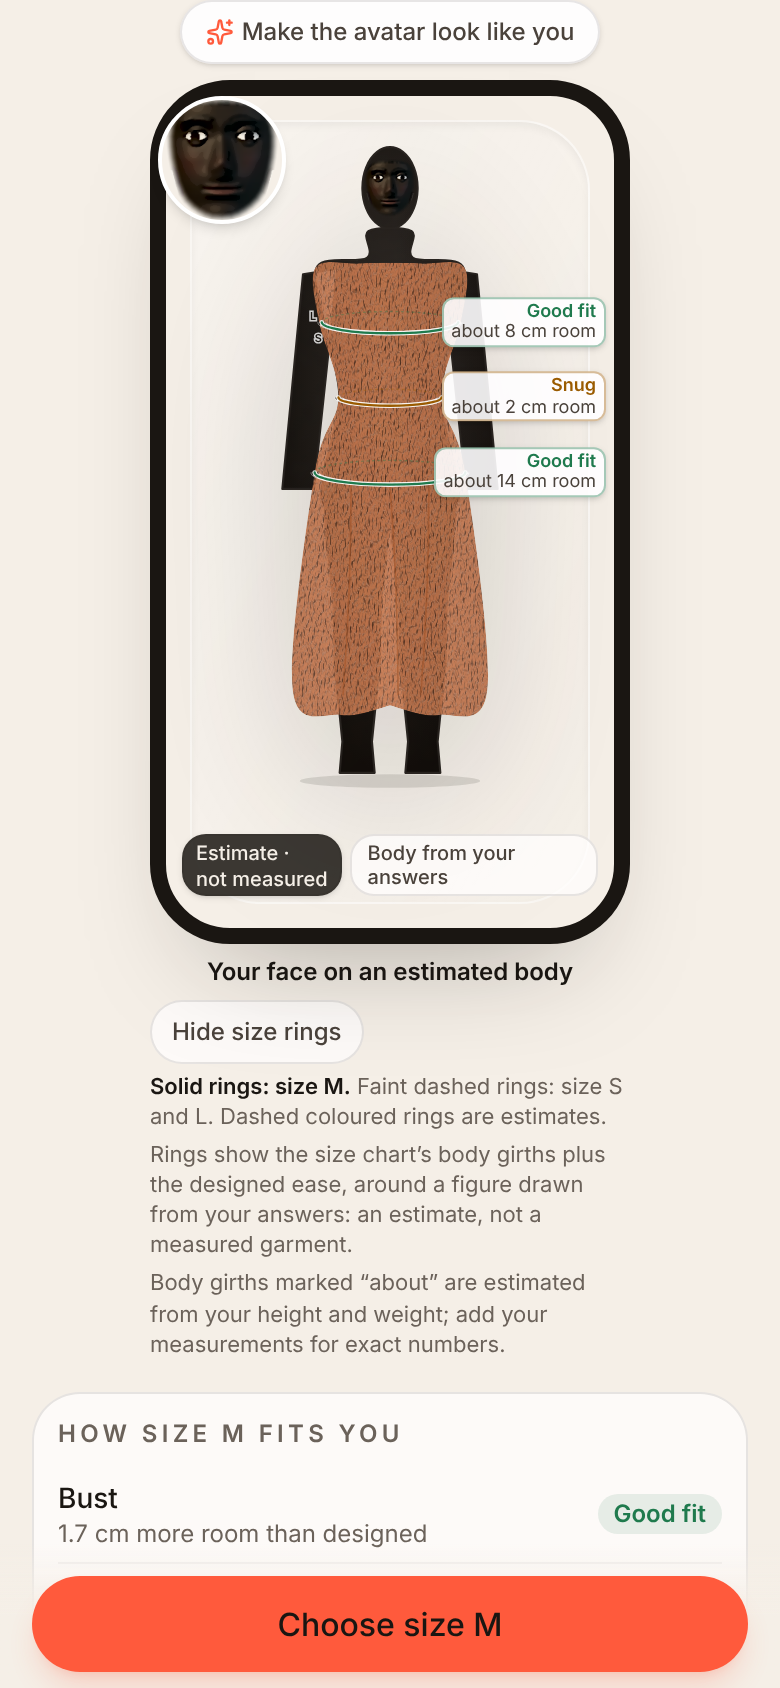 Make the avatar look like you
Good fit
about 8 cm room
L
S
Snug
about 2 cm room
Good fit
about 14 cm room
Estimate ·
not measured
Body from your
answers
Your face on an estimated body
Hide size rings
Solid rings: size M. Faint dashed rings: size S
and L. Dashed coloured rings are estimates.
Rings show the size chart’s body girths plus
the designed ease, around a figure drawn
from your answers: an estimate, not a
measured garment.
Body girths marked “about” are estimated
from your height and weight; add your
measurements for exact numbers.
HOW SIZE M FITS YOU
Bust
1.7 cm more room than designed
Good fit
Choose size M